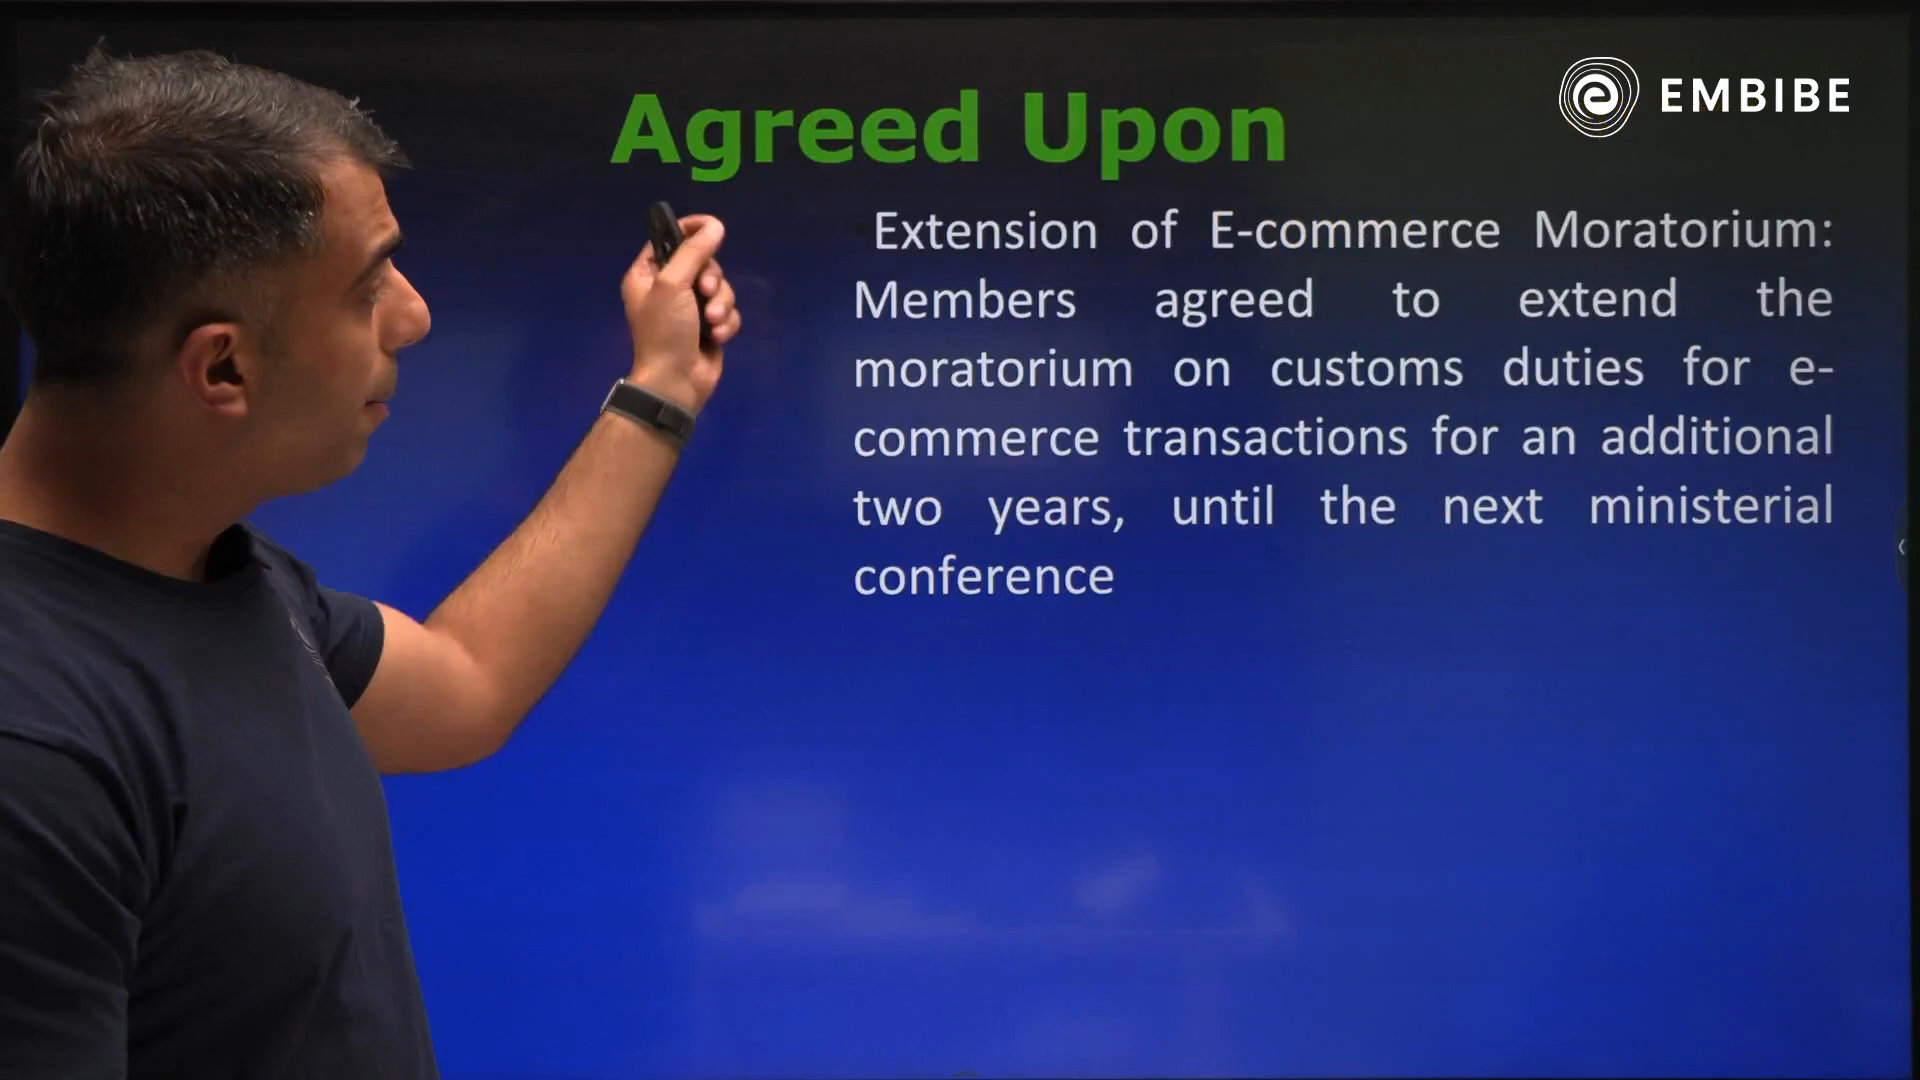 EMBIBE
Agreed Upon
Extension of E-commerce Moratorium:
Members agreed to extend the
moratorium on customs duties for e-
commerce transactions for an additional
two years, until the next ministerial
conference